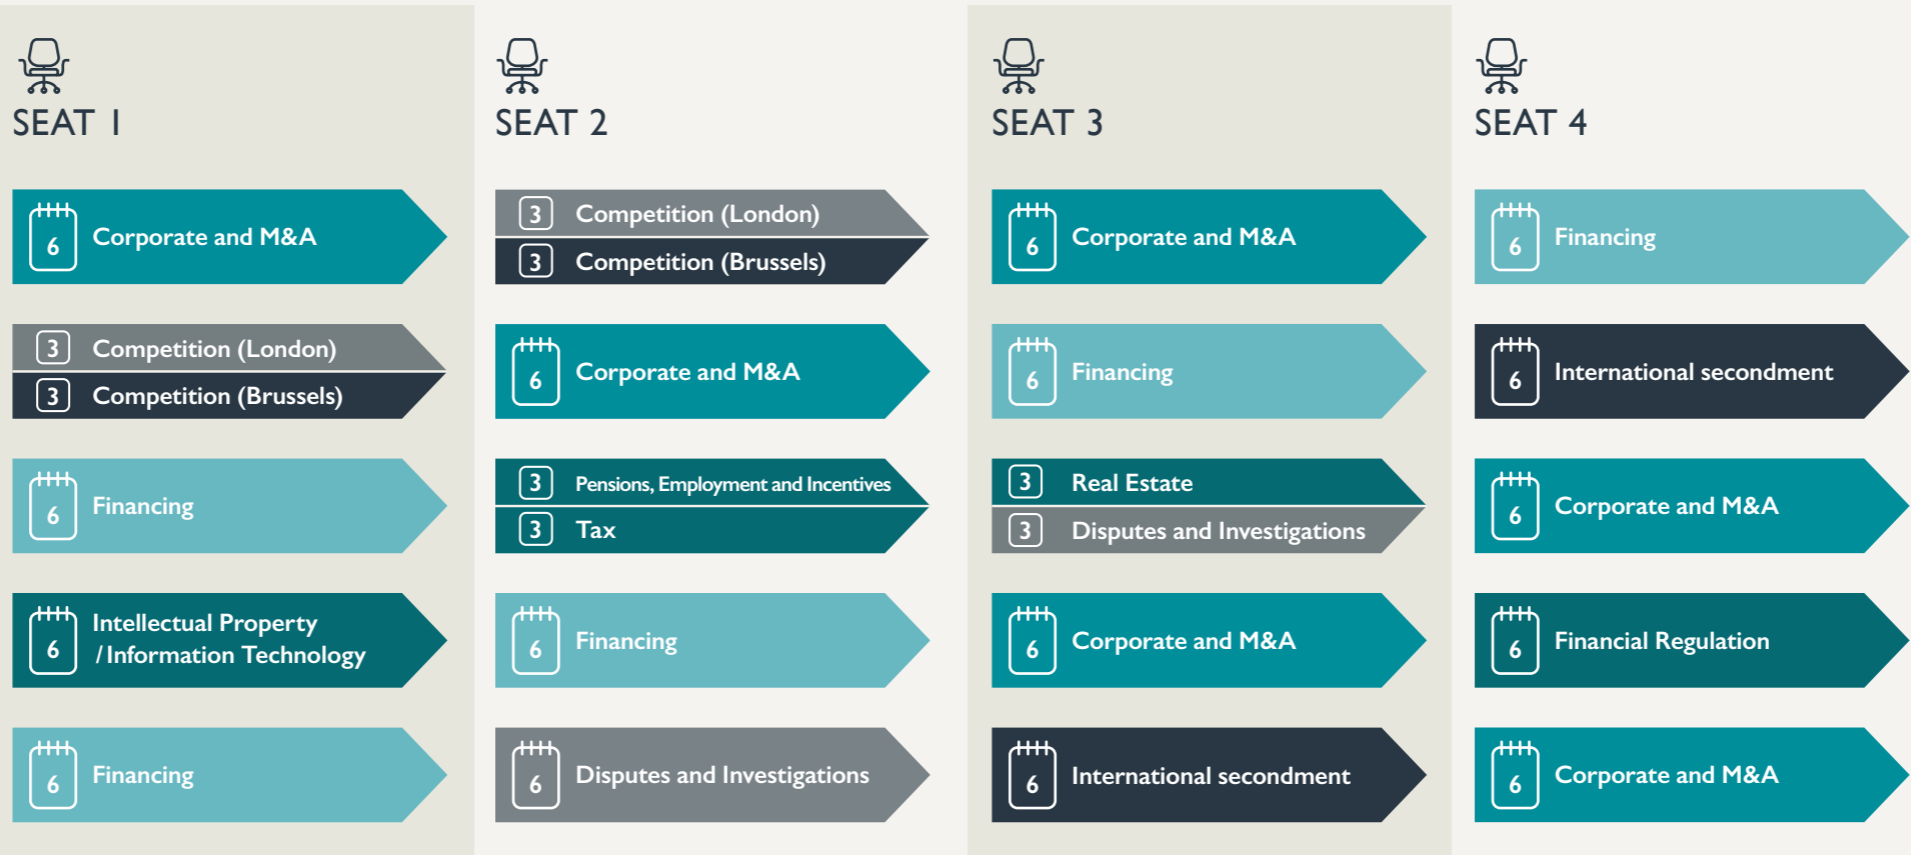 SEAT 1
6
Corporate and M&A
3
Competition (London)
3
Competition (Brussels)
6
Financing
6
Intellectual Property
/Information Technology
6
Financing
SEAT 2
3
Competition (London)
3
Competition (Brussels)
6
Corporate and M&A
3
Pensions, Employment and Incentives
3
Tax
6
Financing
6
Disputes and Investigations
SEAT 3
6
Corporate and M&A
6
Financing
3
Real Estate
3
Disputes and Investigations
6
Corporate and M&A
6
International secondment
SEAT 4
6
Financing
6
International secondment
6
Corporate and M&A
6
Financial Regulation
6
Corporate and M&A